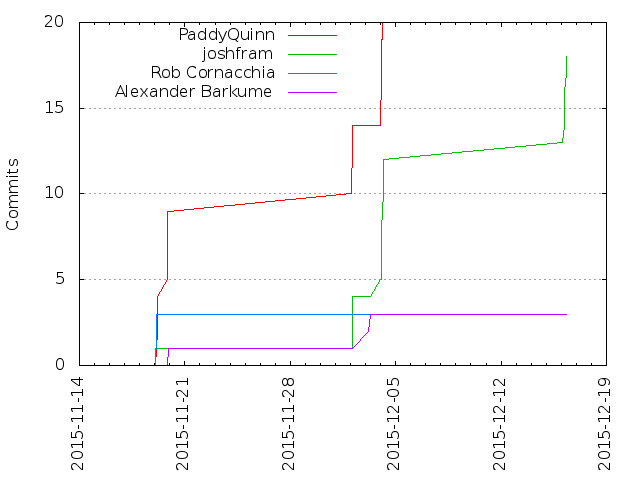 20
15
10
5
0
Commits
PaddyQuinn
joshfram
Rob Cornacchia
Alexander Barkume
2015-11-14
2015-11-21
2015-11-28
2015-12-05
2015-12-12
2015-12-19